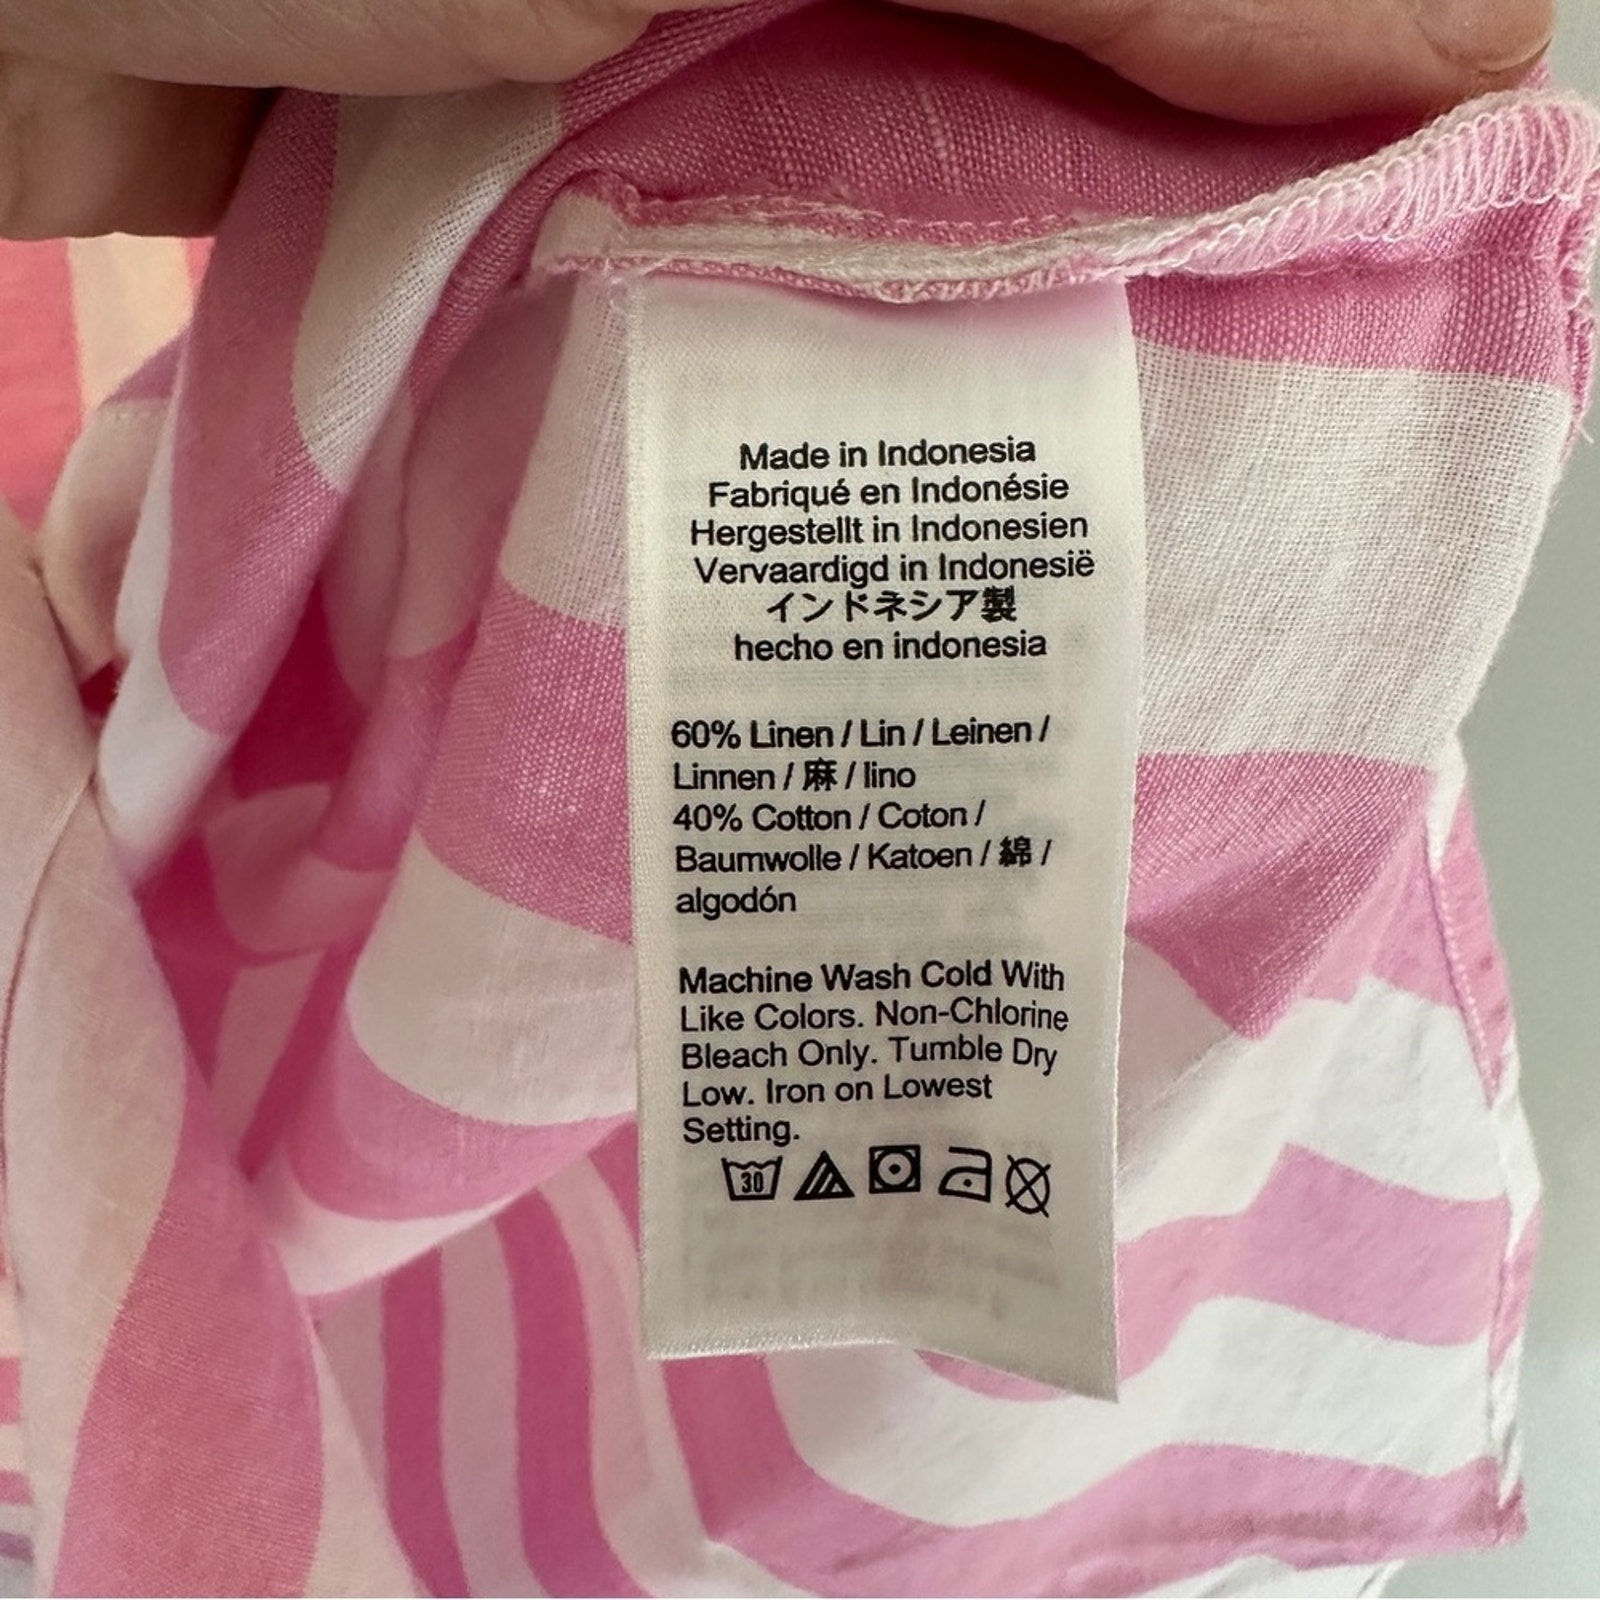 Made in Indonesia
Fabriqué en Indonésie
Hergestellt in Indonesien
Vervaardigd in Indonesië
インドネシア製
hecho en indonesia
60% Linen / Lin / Leinen /
Linnen / 麻 / lino
40% Cotton / Coton /
Baumwolle / Katoen / 綿 /
algodón
Machine Wash Cold With
Like Colors. Non-Chlorine
Bleach Only. Tumble Dry
Low. Iron on Lowest
Setting.
30